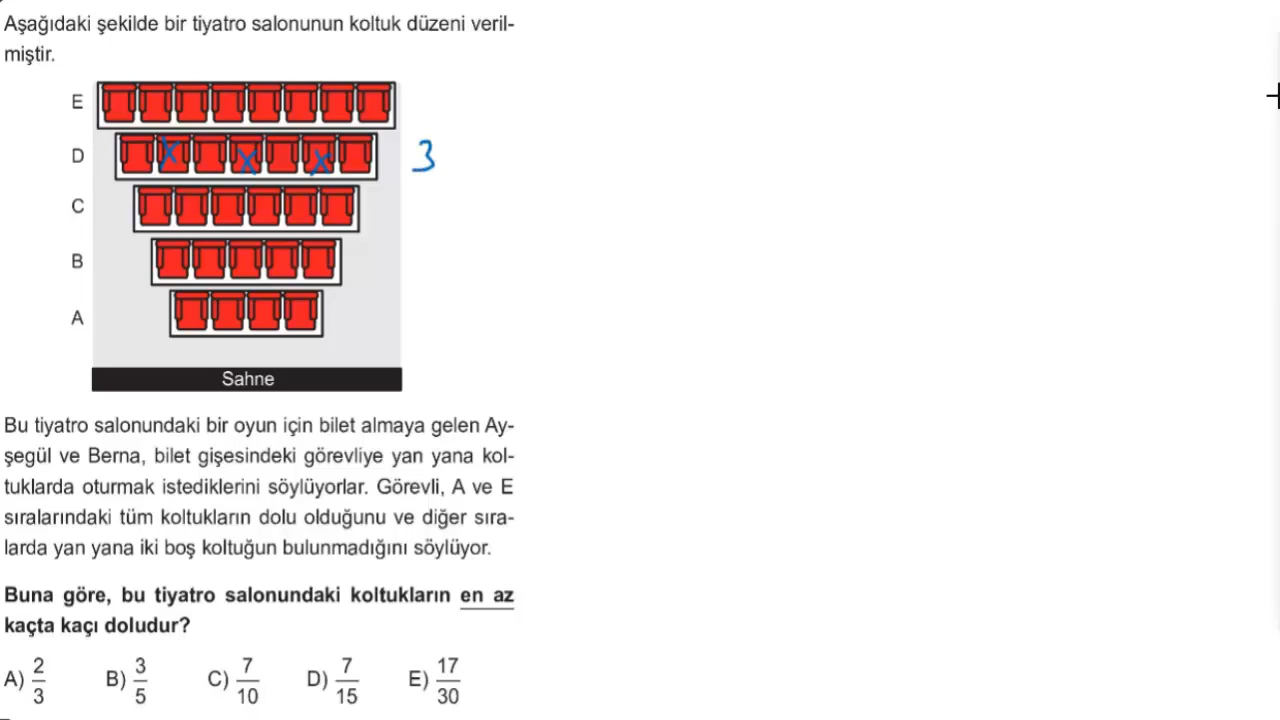 Aşağıdaki şekilde bir tiyatro salonunun koltuk düzeni veril-
miştir.
E
D X X X 3
C
B
A
Sahne
Bu tiyatro salonundaki bir oyun için bilet almaya gelen Ay-
şegül ve Berna, bilet gişesindeki görevliye yan yana kol-
tuklarda oturmak istediklerini söylüyorlar. Görevli, A ve E
sıralarındaki tüm koltukların dolu olduğunu ve diğer sıra-
larda yan yana iki boş koltuğun bulunmadığını söylüyor.
Buna göre, bu tiyatro salonundaki koltukların en az
kaçta kaçı doludur?
A) 2/3 B) 3/5 C) 7/10 D) 7/15 E) 17/30